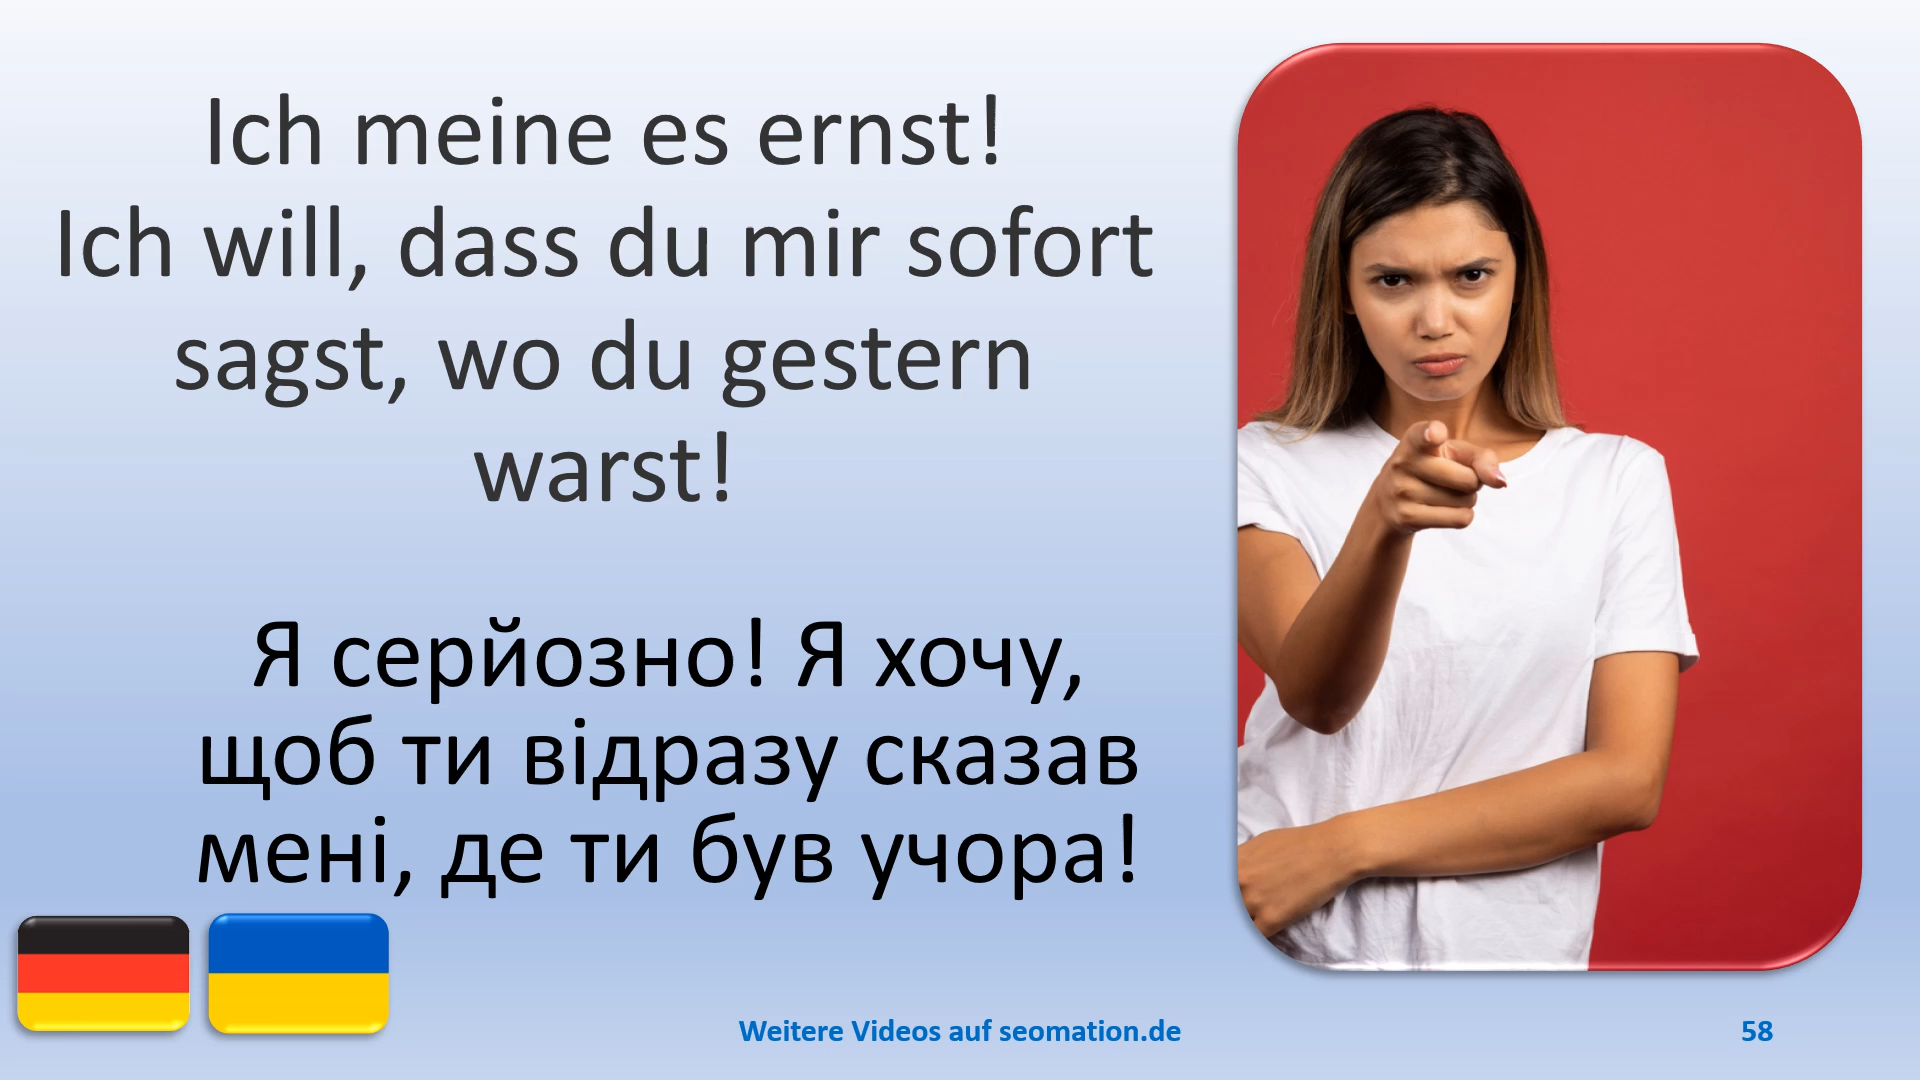 Ich meine es ernst!
Ich will, dass du mir sofort
sagst, wo du gestern
warst!
Я серйозно! Я хочу,
щоб ти відразу сказав
мені, де ти був учора!
Weitere Videos auf seomation.de
58